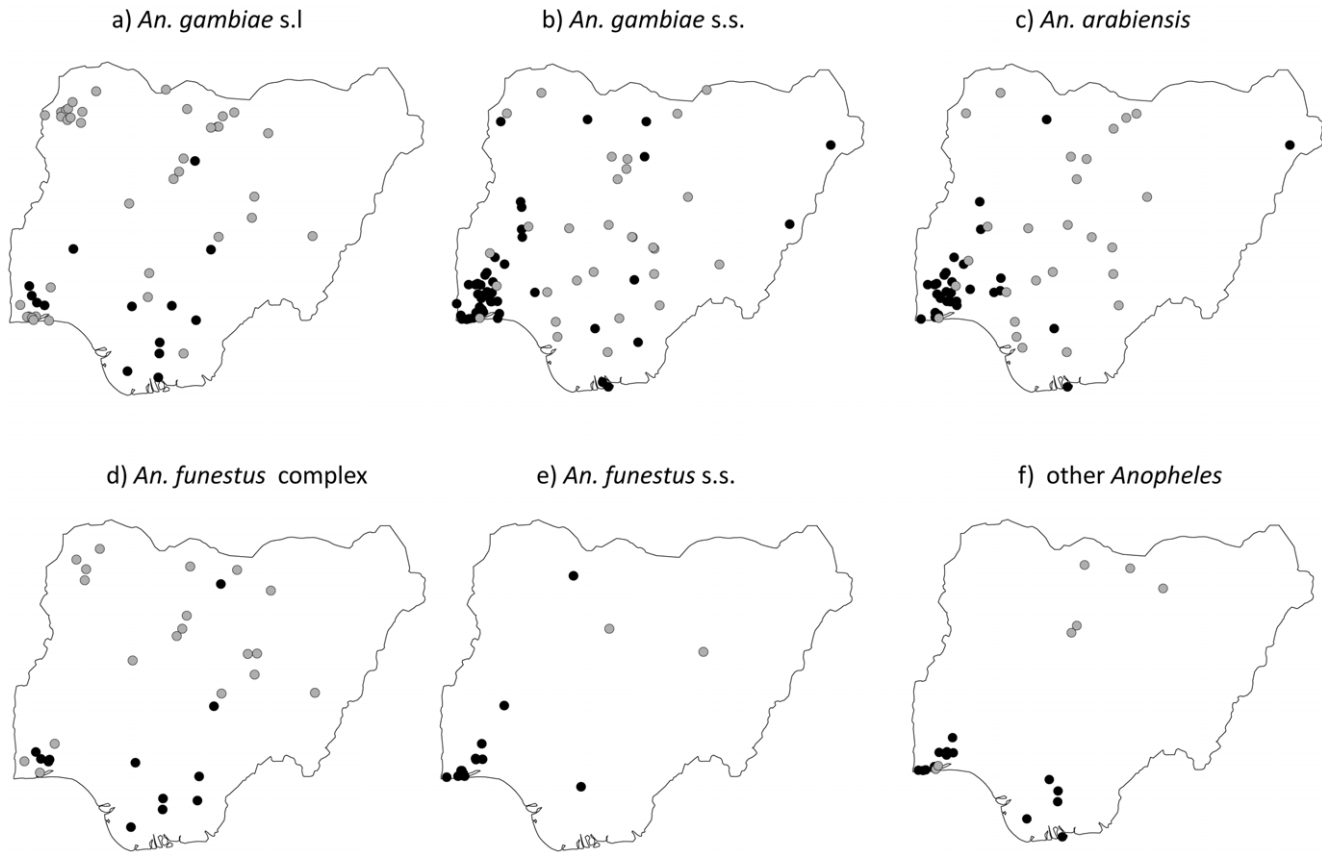 a) An. gambiae s.l
b) An. gambiae s.s.
c) An. arabiensis
d) An. funestus complex
e) An. funestus s.s.
f) other Anopheles